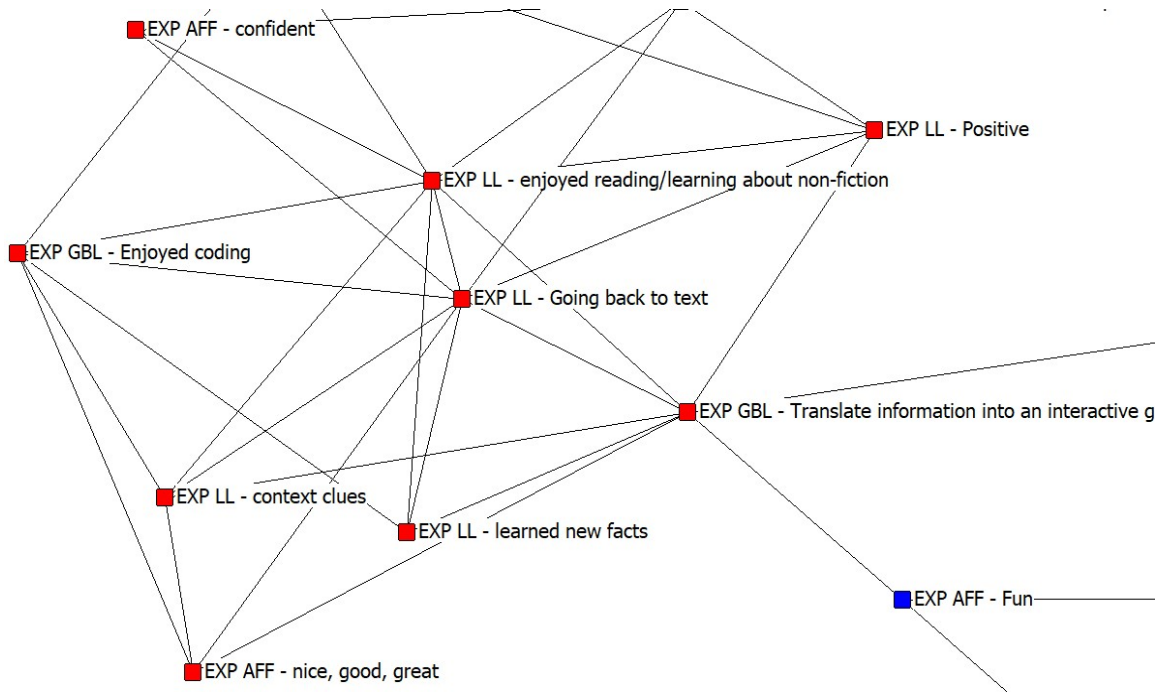 EXP AFF - confident
EXP LL - Positive
EXP LL - enjoyed reading/learning about non-fiction
EXP GBL - Enjoyed coding
EXP LL - Going back to text
EXP GBL - Translate information into an interactive g
EXP LL - context clues
EXP LL - learned new facts
EXP AFF - Fun
EXP AFF - nice, good, great